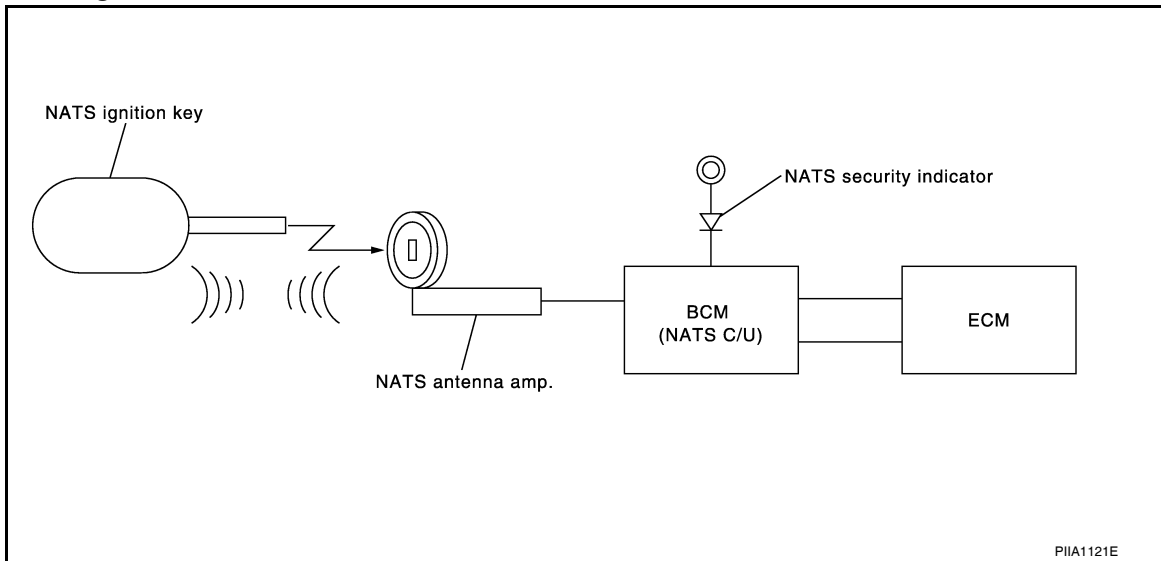 NATS ignition key
NATS security indicator
BCM
(NATS C/U)
ECM
NATS antenna amp.
PIIA1121E